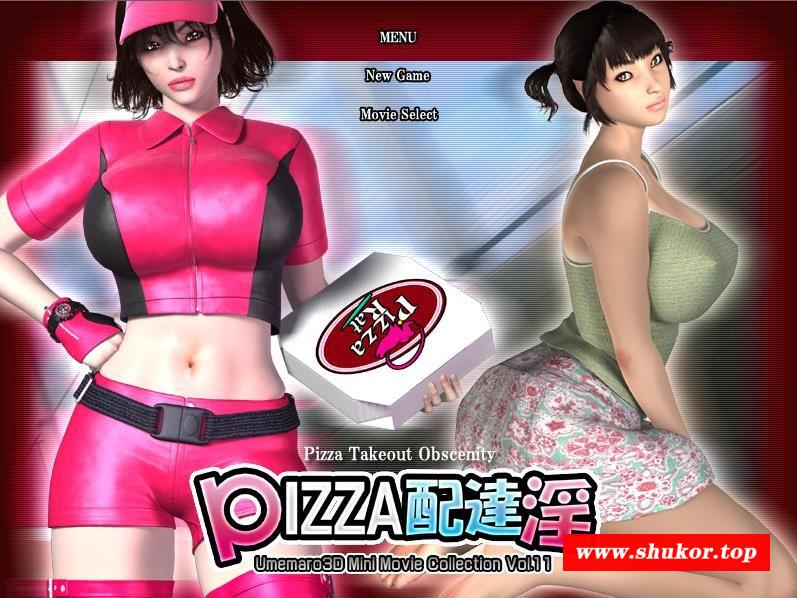 MENU
New Game
Movie Select
Pizza
Rat
Pizza Takeout Obscenity
PIZZA配達淫
Umemaro3D Mini Movie Collection Vol.11
www.shukor.top